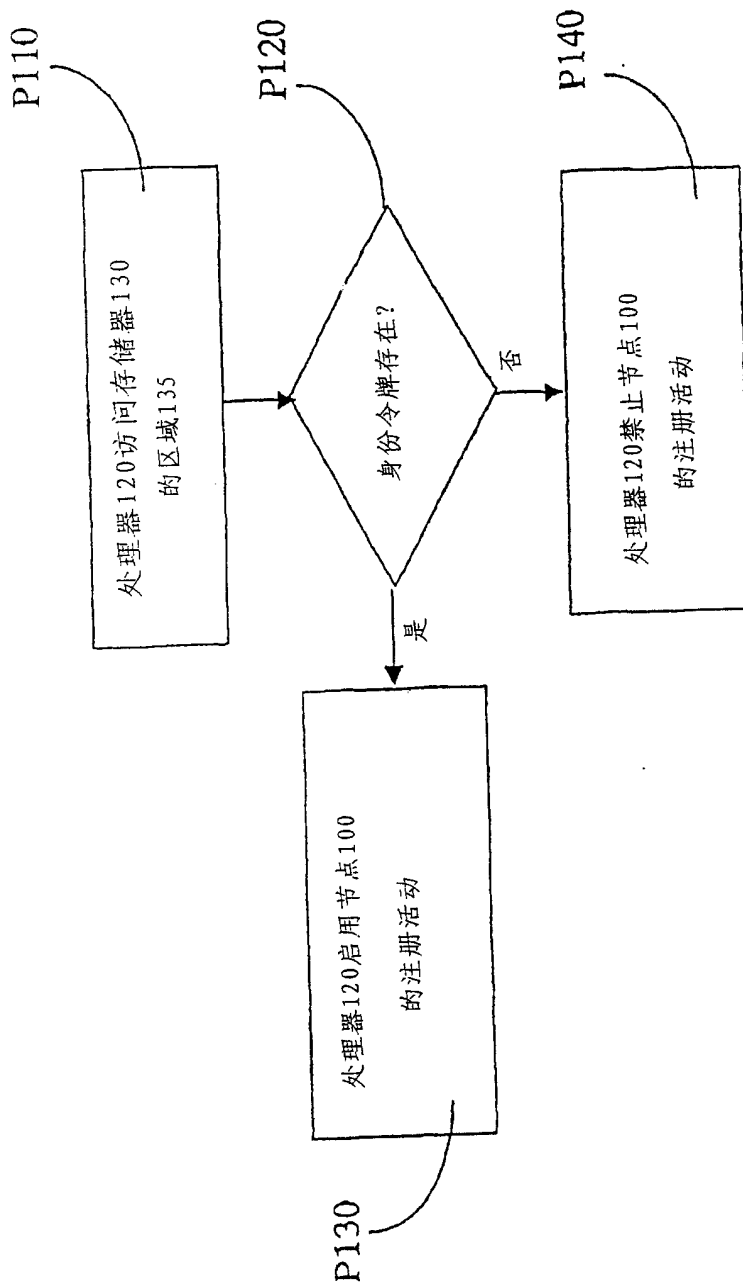 P110
处理器120访问存储器130
的区域135
P120
身份令牌存在?
是
否
P130
处理器120启用节点100
的注册活动
P140
处理器120禁止节点100
的注册活动